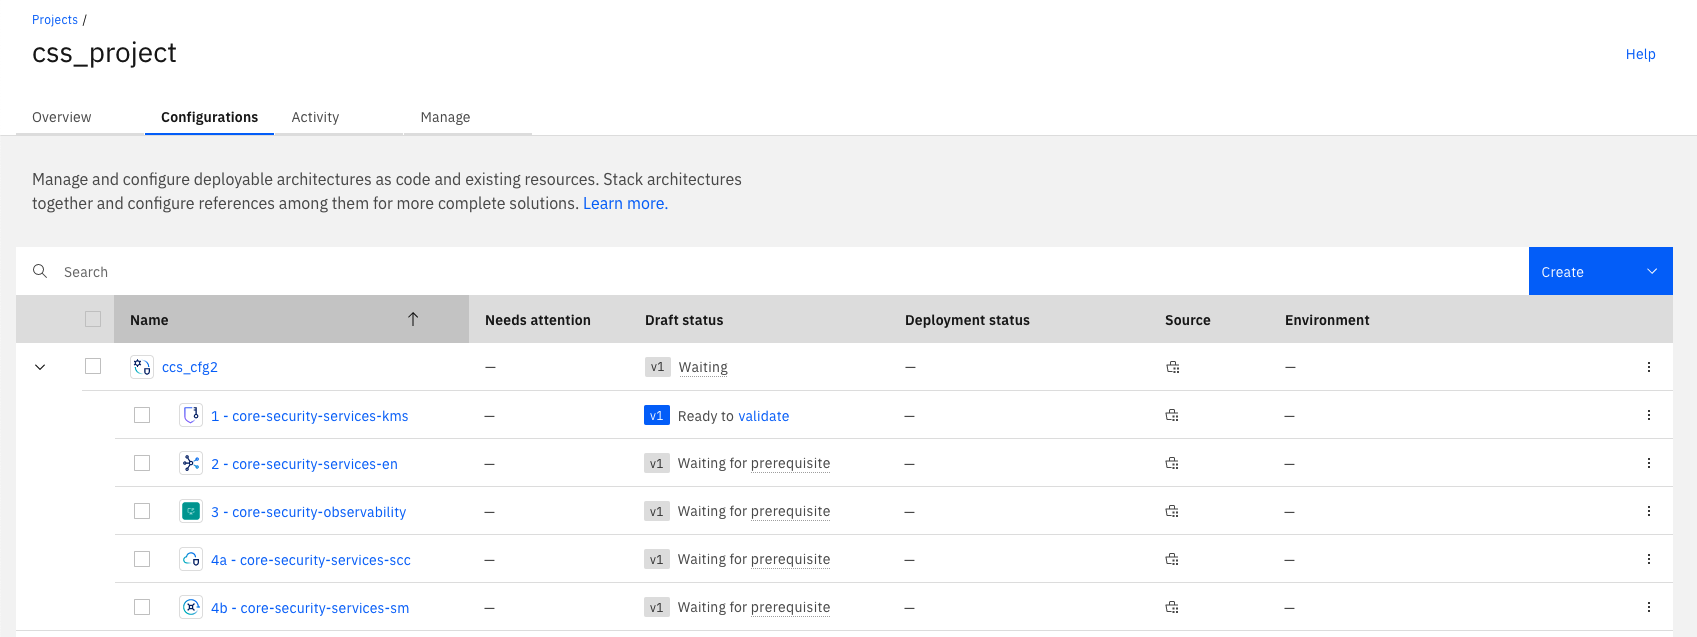 Projects /
css_project
Help
Overview Configurations Activity Manage
Manage and configure deployable architectures as code and existing resources. Stack architectures
together and configure references among them for more complete solutions. Learn more.
Search Create
Name Needs attention Draft status Deployment status Source Environment
ccs_cfg2 — v1 Waiting — —
1 - core-security-services-kms — v1 Ready to validate — —
2 - core-security-services-en — v1 Waiting for prerequisite — —
3 - core-security-observability — v1 Waiting for prerequisite — —
4a - core-security-services-scc — v1 Waiting for prerequisite — —
4b - core-security-services-sm — v1 Waiting for prerequisite — —